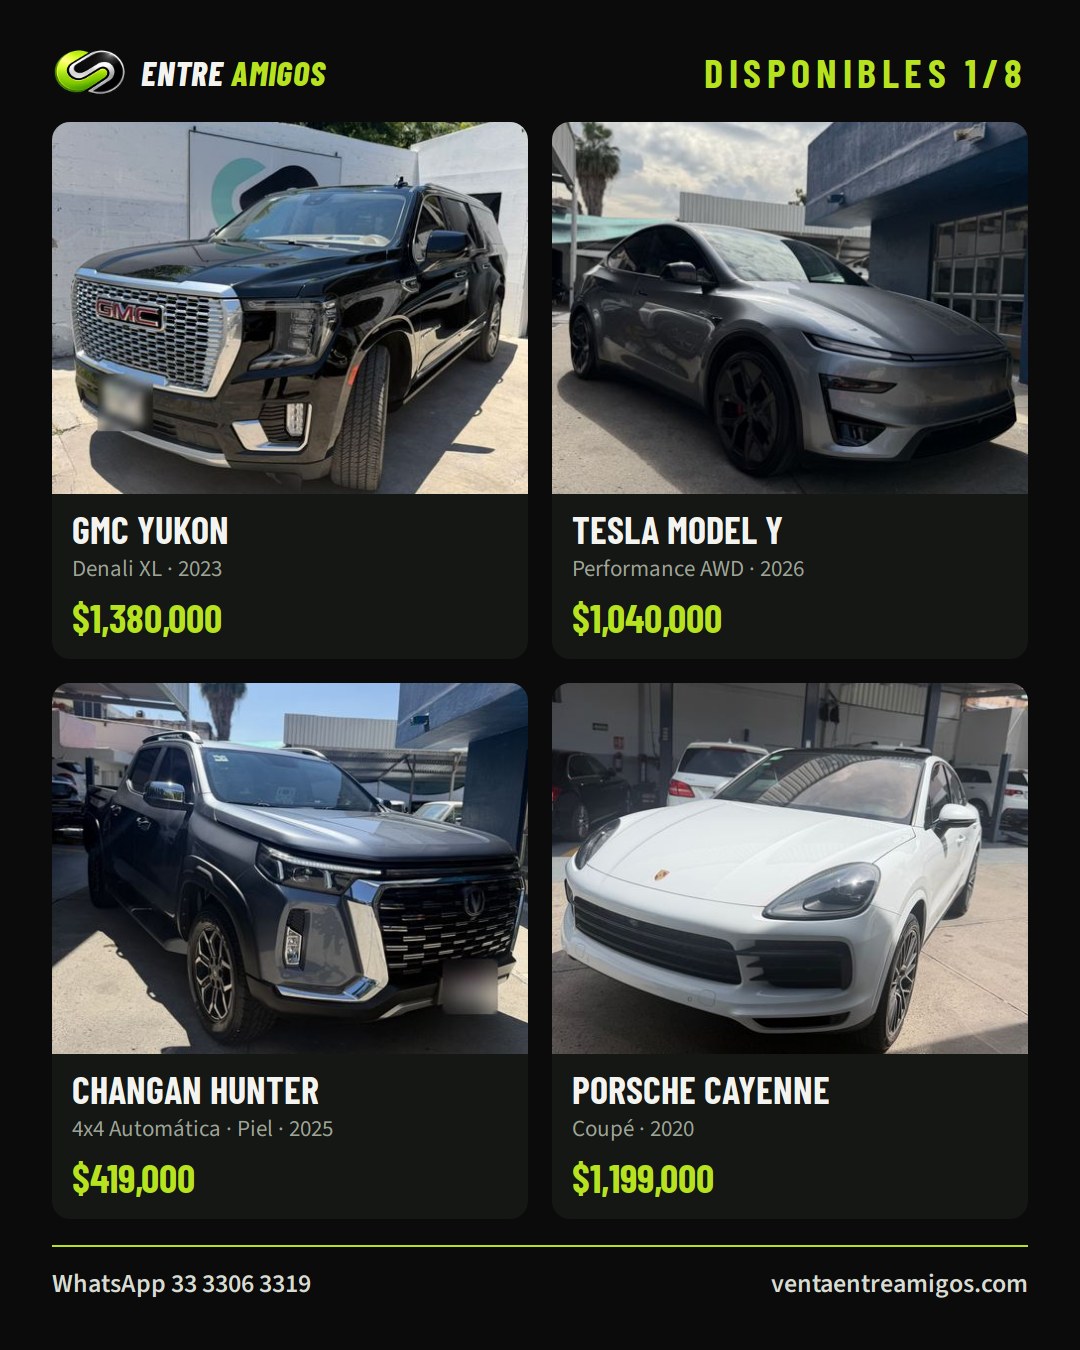 ENTRE AMIGOS
DISPONIBLES 1/8
GMC
GMC YUKON
Denali XL · 2023
$1,380,000
TESLA MODEL Y
Performance AWD · 2026
$1,040,000
CHANGAN HUNTER
4x4 Automática · Piel · 2025
$419,000
PORSCHE CAYENNE
Coupé · 2020
$1,199,000
WhatsApp 33 3306 3319
ventaentreamigos.com